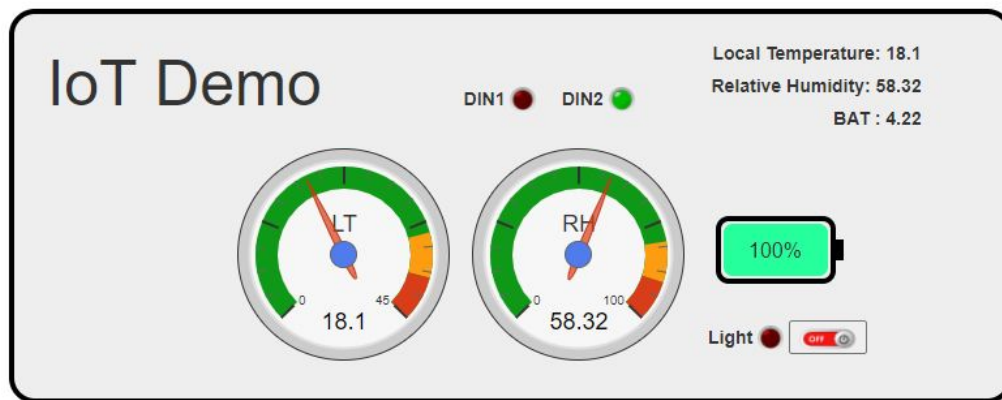 IoT Demo
DIN1
DIN2
Local Temperature: 18.1
Relative Humidity: 58.32
BAT : 4.22
LT
0
45
18.1
RH
0
100
58.32
100%
Light
OFF